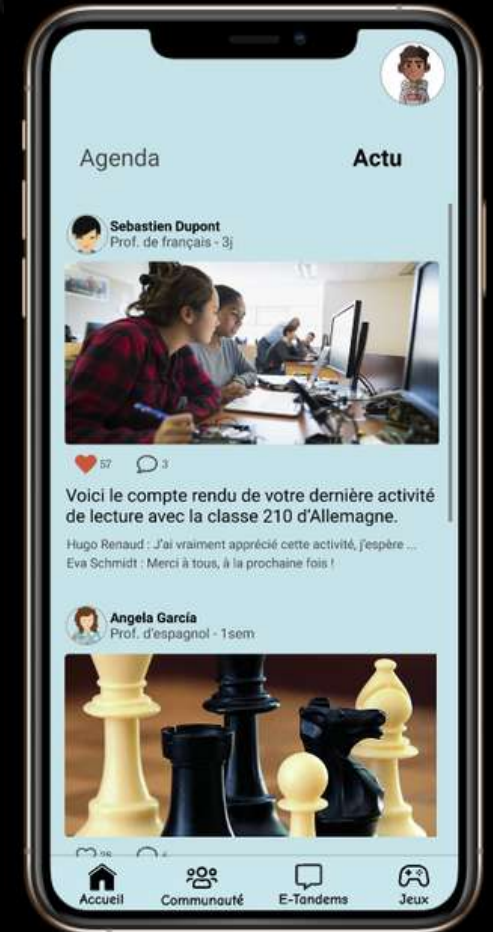 Agenda
Actu
Sebastien Dupont
Prof. de français - 3j
57
3
Voici le compte rendu de votre dernière activité
de lecture avec la classe 210 d'Allemagne.
Hugo Renaud : J'ai vraiment apprécié cette activité, j'espère ...
Eva Schmidt : Merci à tous, à la prochaine fois !
Angela García
Prof. d'espagnol - 1sem
Accueil
Communauté
E-Tandems
Jeux